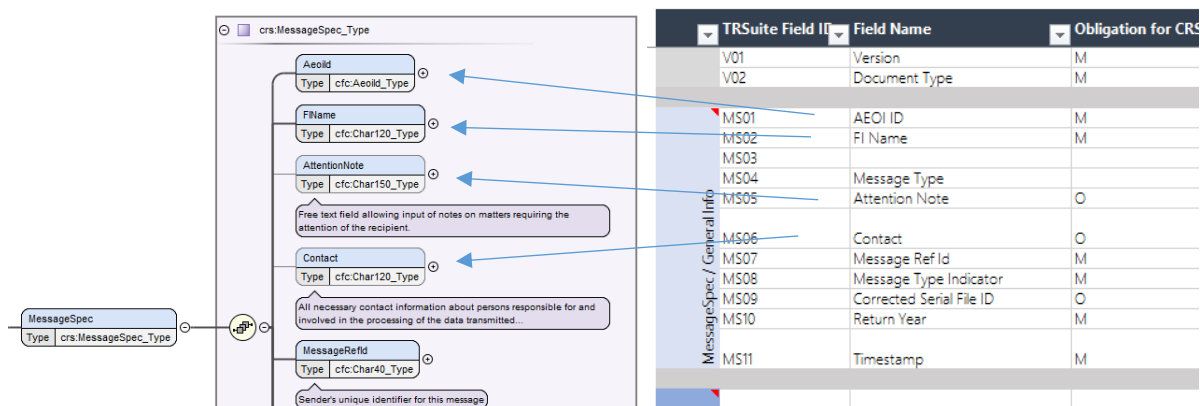 crs:MessageSpec_Type
AeoiId
Type cfc:AeoiId_Type
FIName
Type cfc:Char120_Type
AttentionNote
Type cfc:Char150_Type
Free text field allowing input of notes on matters requiring the
attention of the recipient.
Contact
Type cfc:Char120_Type
All necessary contact information about persons responsible for and
involved in the processing of the data transmitted...
MessageSpec
Type crs:MessageSpec_Type
MessageRefId
Type cfc:Char40_Type
Sender's unique identifier for this message
TRSuite Field ID Field Name Obligation for CRS
V01 Version M
V02 Document Type M
MessageSpec / General Info
MS01 AEOI ID M
MS02 FI Name M
MS03
MS04 Message Type
MS05 Attention Note O
MS06 Contact O
MS07 Message Ref Id M
MS08 Message Type Indicator M
MS09 Corrected Serial File ID O
MS10 Return Year M
MS11 Timestamp M